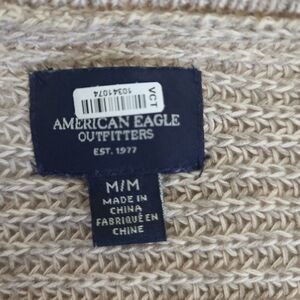 VCT
10341074
AMERICAN EAGLE
OUTFITTERS
EST. 1977
M/M
MADE IN
CHINA
FABRIQUÉ EN
CHINE